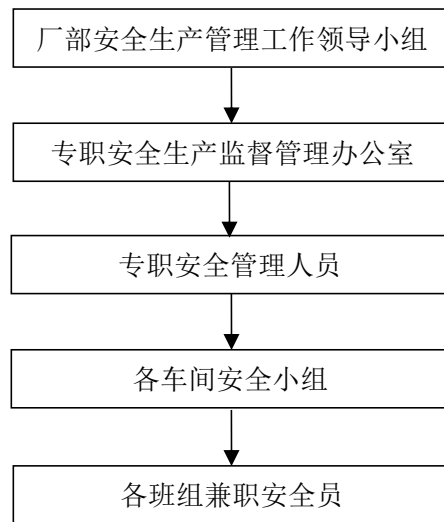 厂部安全生产管理工作领导小组
专职安全生产监督管理办公室
专职安全管理人员
各车间安全小组
各班组兼职安全员